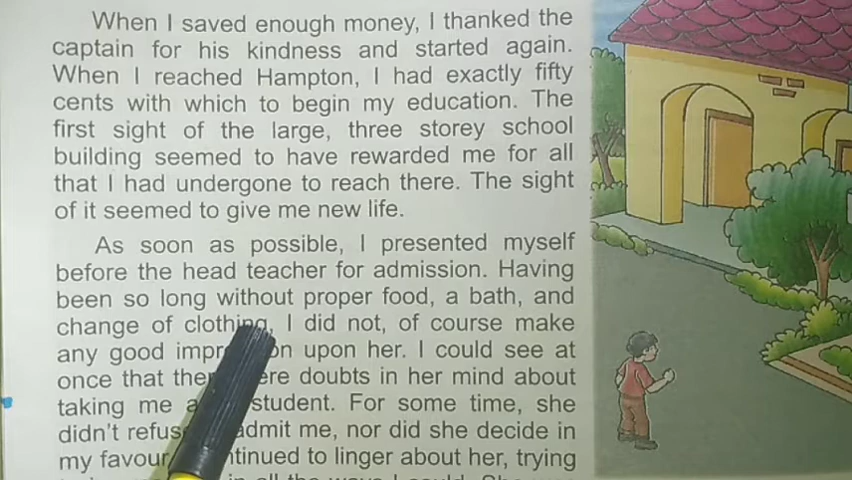 When I saved enough money, I thanked the
captain for his kindness and started again.
When I reached Hampton, I had exactly fifty
cents with which to begin my education. The
first sight of the large, three storey school
building seemed to have rewarded me for all
that I had undergone to reach there. The sight
of it seemed to give me new life.
As soon as possible, I presented myself
before the head teacher for admission. Having
been so long without proper food, a bath, and
change of clothing, I did not, of course make
any good upon her. I could see at
once that doubts in her mind about
taking me student. For some time, she
didn't admit me, nor did she decide in
my favour to linger about her, trying
in all the ways I could. She